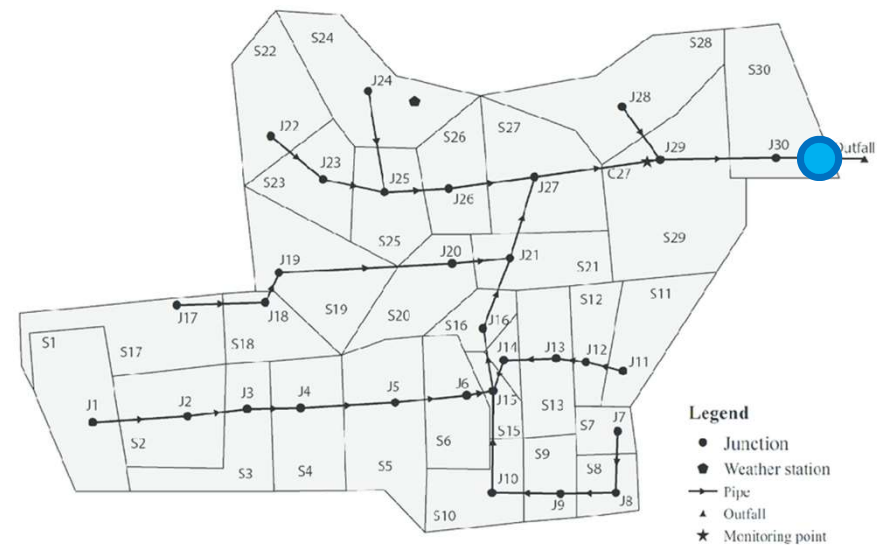 S24
S28
S22
S30
J24
J28
S26
S27
J22
J29
J30
utfall
J23
J25
C27
S23
J26
J27
S25
S29
J20
J21
J19
S21
S12
S11
J17
J18
S19
S20
S16
J16
S1
S17
S18
J14
J13
J12
J11
J1
J2
J3
J4
J5
J6
J15
S13
J7
S2
S6
S15
S7
S3
S4
S5
S9
S8
J10
J9
J8
S10
Legend
Junction
Weather station
Pipe
Outfall
Monitoring point